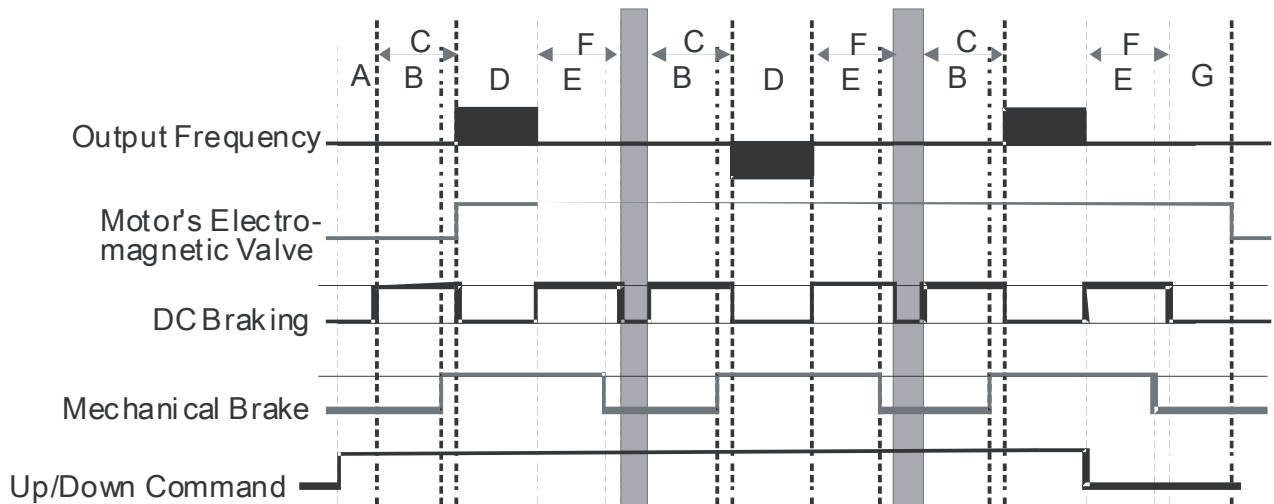 C F C F C F
A B D E B D E B E G
Output Frequency
Motor's Electro-
magnetic Valve
DC Braking
Mechanical Brake
Up/Down Command